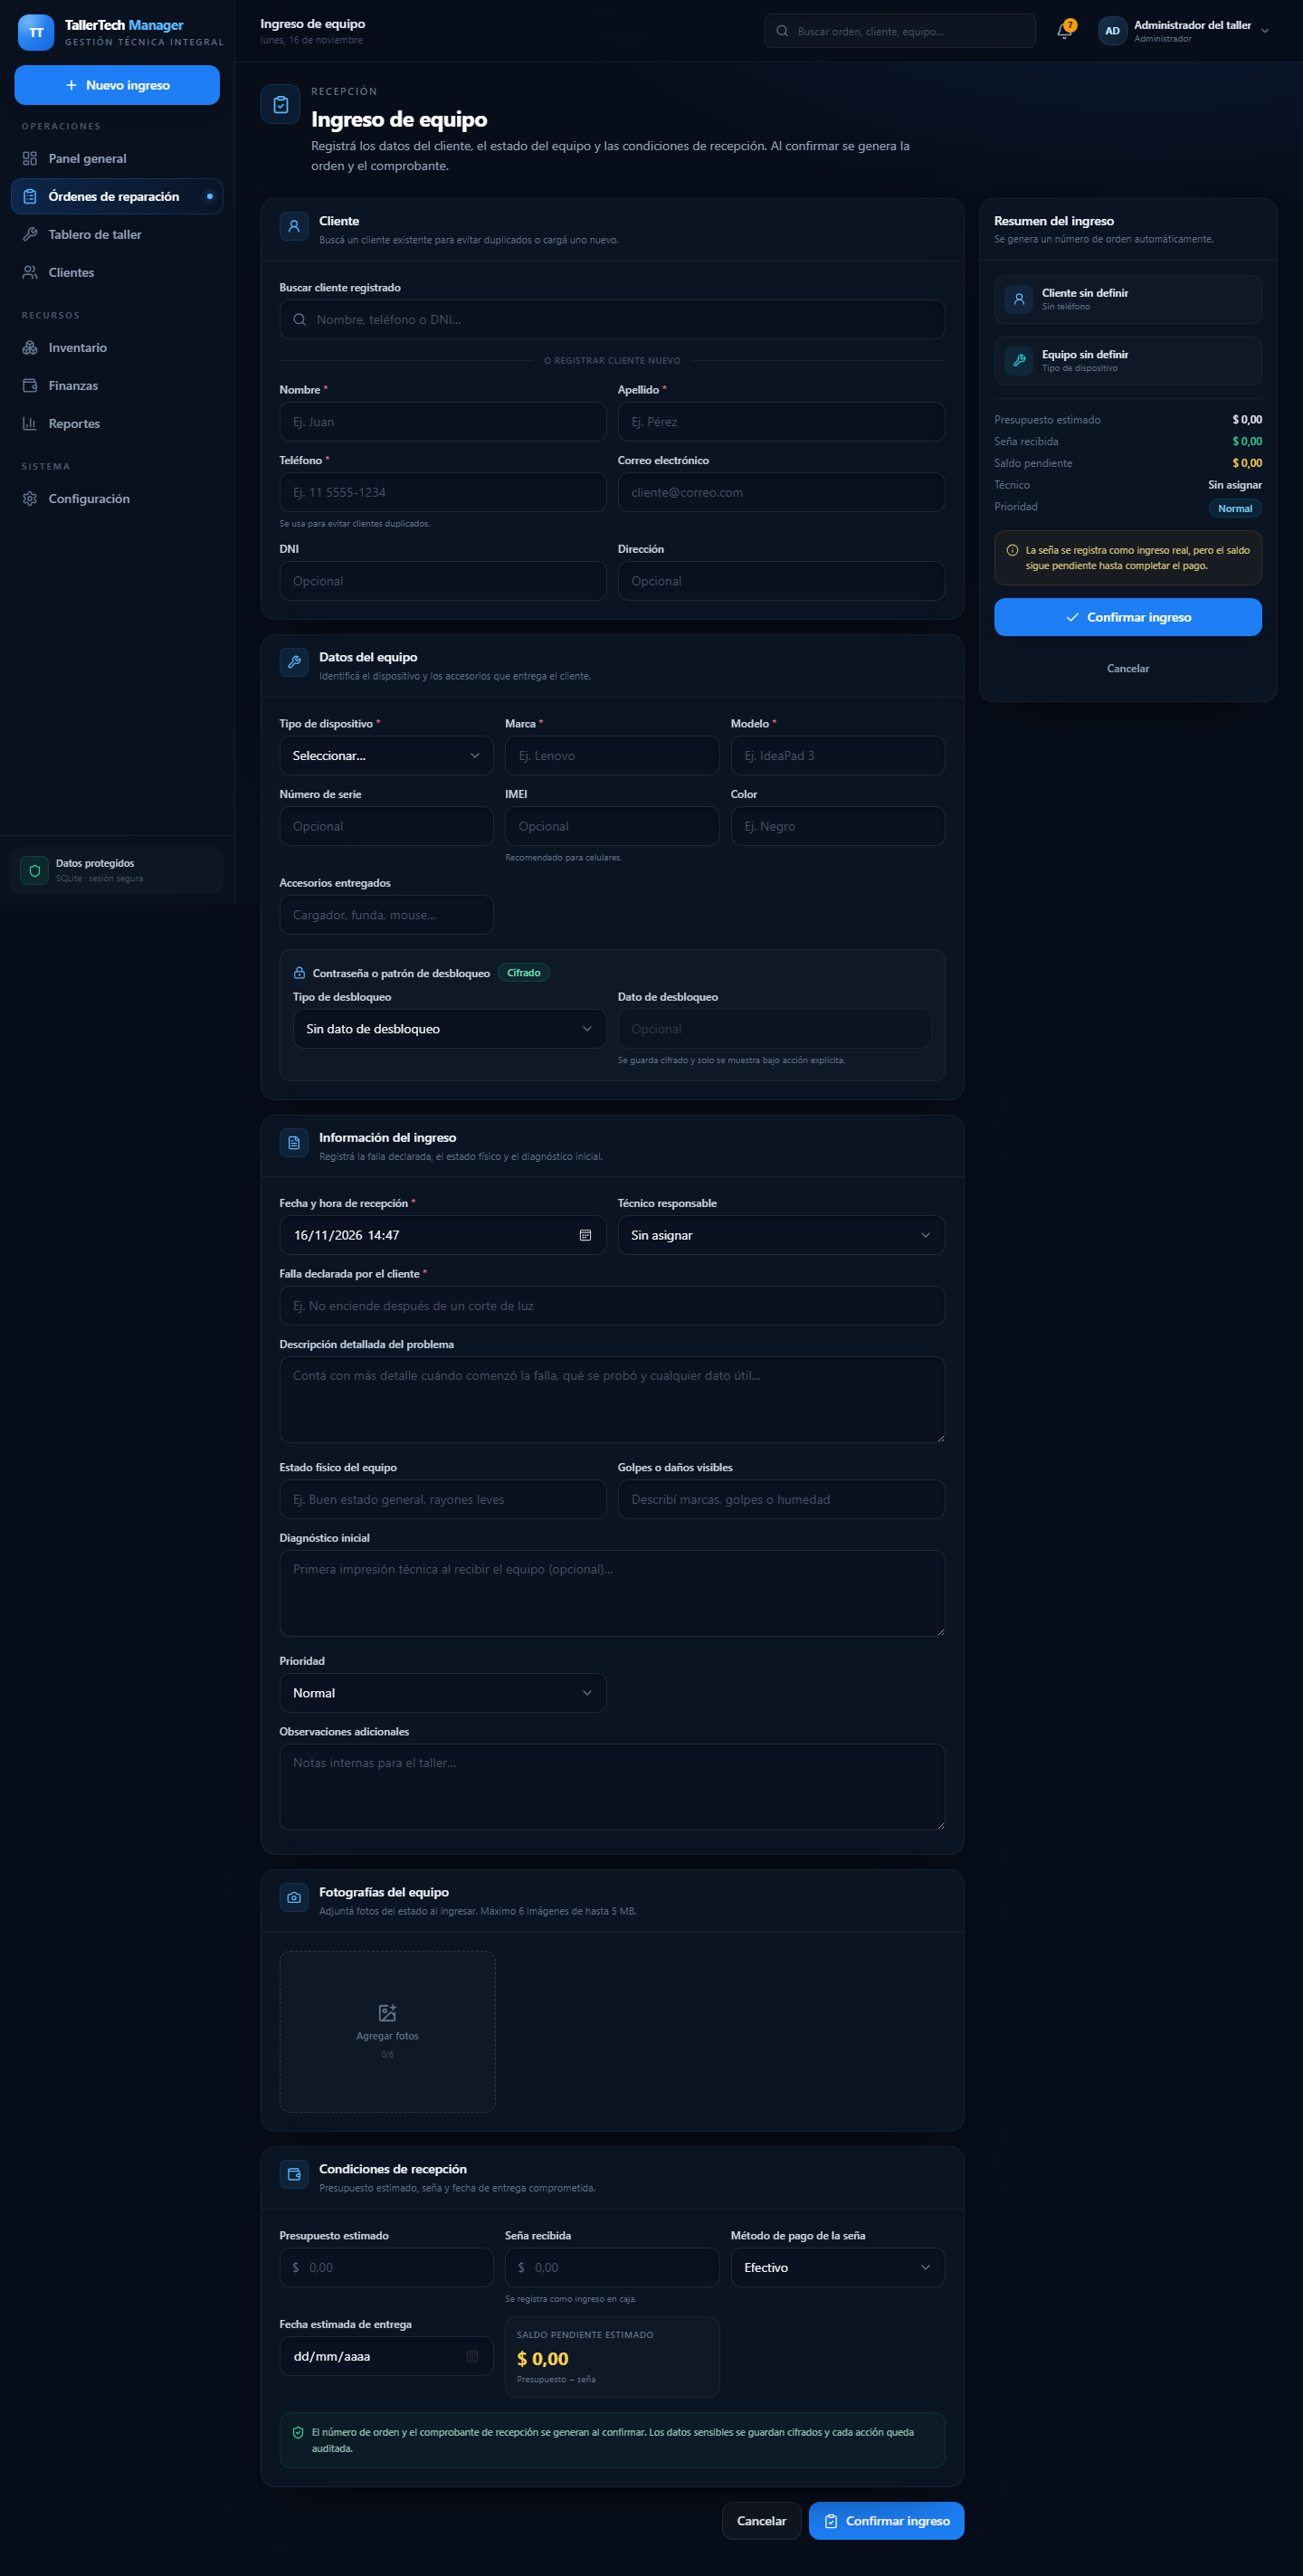 TT
TallerTech Manager
GESTIÓN TÉCNICA INTEGRAL
Nuevo ingreso
OPERACIONES
Panel general
Órdenes de reparación
Tablero de taller
Clientes
RECURSOS
Inventario
Finanzas
Reportes
SISTEMA
Configuración
Datos protegidos
SQLite · sesión segura
Ingreso de equipo
lunes, 16 de noviembre
Buscar orden, cliente, equipo...
7
AD
Administrador del taller
Administrador
RECEPCIÓN
Ingreso de equipo
Registrá los datos del cliente, el estado del equipo y las condiciones de recepción. Al confirmar se genera la
orden y el comprobante.
Cliente
Buscá un cliente existente para evitar duplicados o cargá uno nuevo.
Buscar cliente registrado
Nombre, teléfono o DNI...
O REGISTRAR CLIENTE NUEVO
Nombre *
Apellido *
Ej. Juan
Ej. Pérez
Teléfono *
Correo electrónico
Ej. 11 5555-1234
cliente@correo.com
Se usa para evitar clientes duplicados.
DNI
Dirección
Opcional
Opcional
Datos del equipo
Identificá el dispositivo y los accesorios que entrega el cliente.
Tipo de dispositivo *
Marca *
Modelo *
Seleccionar...
Ej. Lenovo
Ej. IdeaPad 3
Número de serie
IMEI
Color
Opcional
Opcional
Ej. Negro
Recomendado para celulares.
Accesorios entregados
Cargador, funda, mouse...
Contraseña o patrón de desbloqueo
Cifrado
Tipo de desbloqueo
Dato de desbloqueo
Sin dato de desbloqueo
Opcional
Se guarda cifrado y solo se muestra bajo acción explícita.
Información del ingreso
Registrá la falla declarada, el estado físico y el diagnóstico inicial.
Fecha y hora de recepción *
Técnico responsable
16/11/2026 14:47
Sin asignar
Falla declarada por el cliente *
Ej. No enciende después de un corte de luz
Descripción detallada del problema
Contá con más detalle cuándo comenzó la falla, qué se probó y cualquier dato útil...
Estado físico del equipo
Golpes o daños visibles
Ej. Buen estado general, rayones leves
Describí marcas, golpes o humedad
Diagnóstico inicial
Primera impresión técnica al recibir el equipo (opcional)...
Prioridad
Normal
Observaciones adicionales
Notas internas para el taller...
Fotografías del equipo
Adjuntá fotos del estado al ingresar. Máximo 6 imágenes de hasta 5 MB.
Agregar fotos
0/6
Condiciones de recepción
Presupuesto estimado, seña y fecha de entrega comprometida.
Presupuesto estimado
Seña recibida
Método de pago de la seña
$ 0,00
$ 0,00
Efectivo
Se registra como ingreso en caja.
Fecha estimada de entrega
dd/mm/aaaa
SALDO PENDIENTE ESTIMADO
$ 0,00
Presupuesto − seña
El número de orden y el comprobante de recepción se generan al confirmar. Los datos sensibles se guardan cifrados y cada acción queda
auditada.
Cancelar
Confirmar ingreso
Resumen del ingreso
Se genera un número de orden automáticamente.
Cliente sin definir
Sin teléfono
Equipo sin definir
Tipo de dispositivo
Presupuesto estimado
$ 0,00
Seña recibida
$ 0,00
Saldo pendiente
$ 0,00
Técnico
Sin asignar
Prioridad
Normal
La seña se registra como ingreso real, pero el saldo
sigue pendiente hasta completar el pago.
Confirmar ingreso
Cancelar